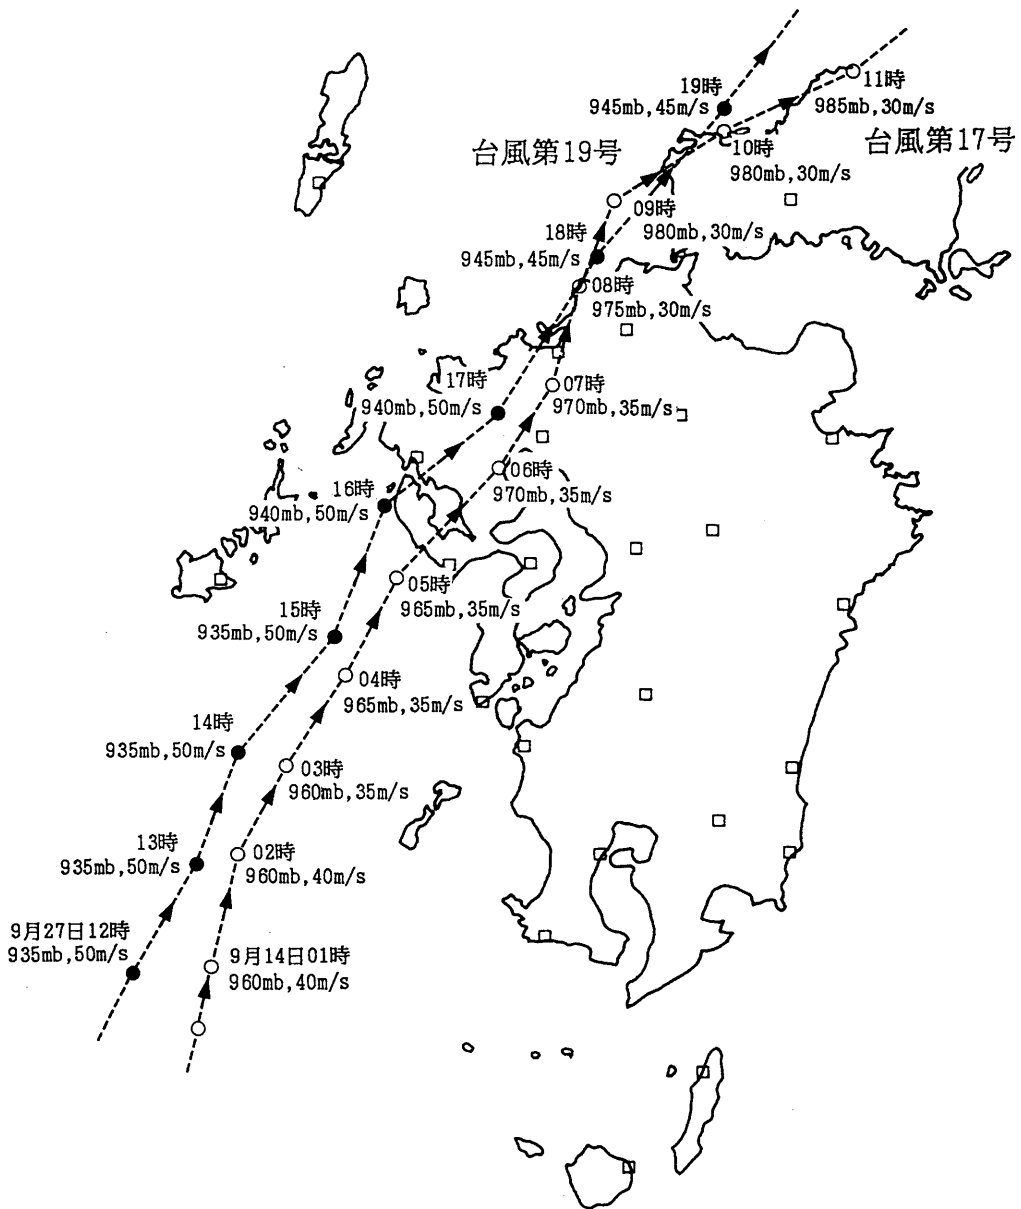 台風第19号
9月27日12時
935mb,50m/s
13時
935mb,50m/s
14時
935mb,50m/s
15時
935mb,50m/s
16時
940mb,50m/s
17時
940mb,50m/s
18時
945mb,45m/s
19時
945mb,45m/s
台風第17号
9月14日01時
960mb,40m/s
02時
960mb,40m/s
03時
960mb,35m/s
04時
965mb,35m/s
05時
965mb,35m/s
06時
970mb,35m/s
07時
970mb,35m/s
08時
975mb,30m/s
09時
980mb,30m/s
10時
980mb,30m/s
11時
985mb,30m/s